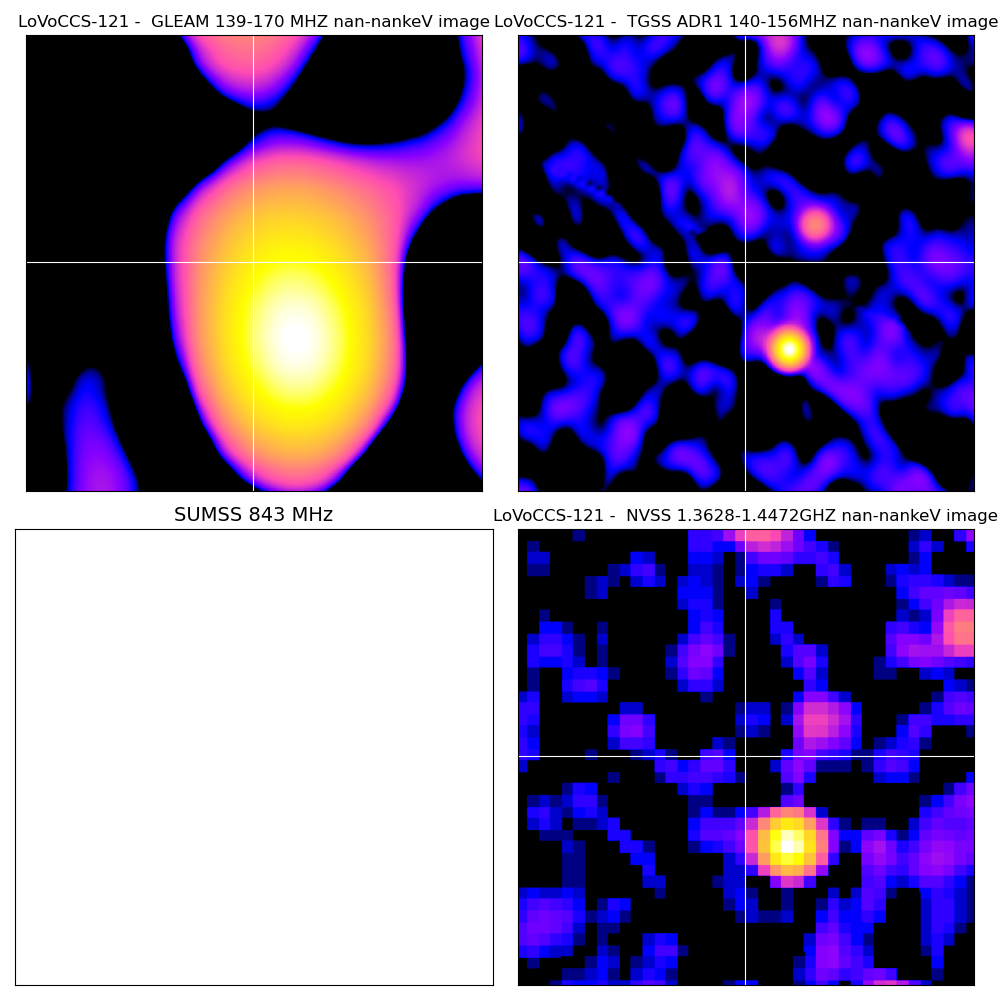 LoVoCCS-121 - GLEAM 139-170 MHZ nan-nankeV image
LoVoCCS-121 - TGSS ADR1 140-156MHZ nan-nankeV image
SUMSS 843 MHz
LoVoCCS-121 - NVSS 1.3628-1.4472GHZ nan-nankeV image